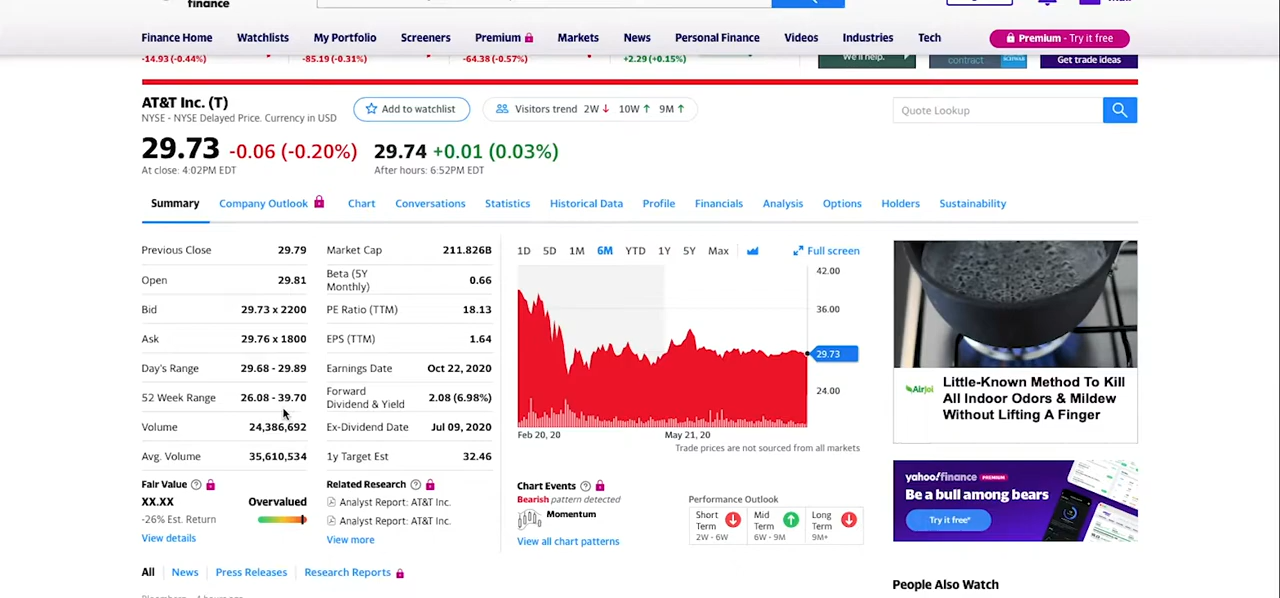 finance
Finance Home Watchlists My Portfolio Screeners Premium Markets News Personal Finance Videos Industries Tech Premium - Try it free
-14.93 (-0.44%) -85.19 (-0.31%) -64.38 (-0.57%) +2.29 (+0.15%) We'll help. contract Get trade ideas
AT&T Inc. (T) Add to watchlist Visitors trend 2W 10W 9M Quote Lookup
NYSE - NYSE Delayed Price. Currency in USD
29.73 -0.06 (-0.20%) 29.74 +0.01 (0.03%)
At close: 4:02PM EDT After hours: 6:52PM EDT
Summary Company Outlook Chart Conversations Statistics Historical Data Profile Financials Analysis Options Holders Sustainability
Previous Close 29.79
Open 29.81
Bid 29.73 x 2200
Ask 29.76 x 1800
Day's Range 29.68 - 29.89
52 Week Range 26.08 - 39.70
Volume 24,386,692
Avg. Volume 35,610,534
Market Cap 211.826B
Beta (5Y
Monthly) 0.66
PE Ratio (TTM) 18.13
EPS (TTM) 1.64
Earnings Date Oct 22, 2020
Forward
Dividend & Yield 2.08 (6.98%)
Ex-Dividend Date Jul 09, 2020
1y Target Est 32.46
Fair Value
XX.XX Overvalued
-26% Est. Return
View details
Related Research
Analyst Report: AT&T Inc.
Analyst Report: AT&T Inc.
View more
1D 5D 1M 6M YTD 1Y 5Y Max Full screen
42.00
36.00
29.73
24.00
Feb 20, 20 May 21, 20
Trade prices are not sourced from all markets
Chart Events
Bearish pattern detected
Momentum
View all chart patterns
Performance Outlook
Short
Term
2W - 6W
Mid
Term
6W - 9M
Long
Term
9M+
AirJoi
Little-Known Method To Kill
All Indoor Odors & Mildew
Without Lifting A Finger
yahoo!finance PREMIUM
Be a bull among bears
Try it free*
People Also Watch
All News Press Releases Research Reports